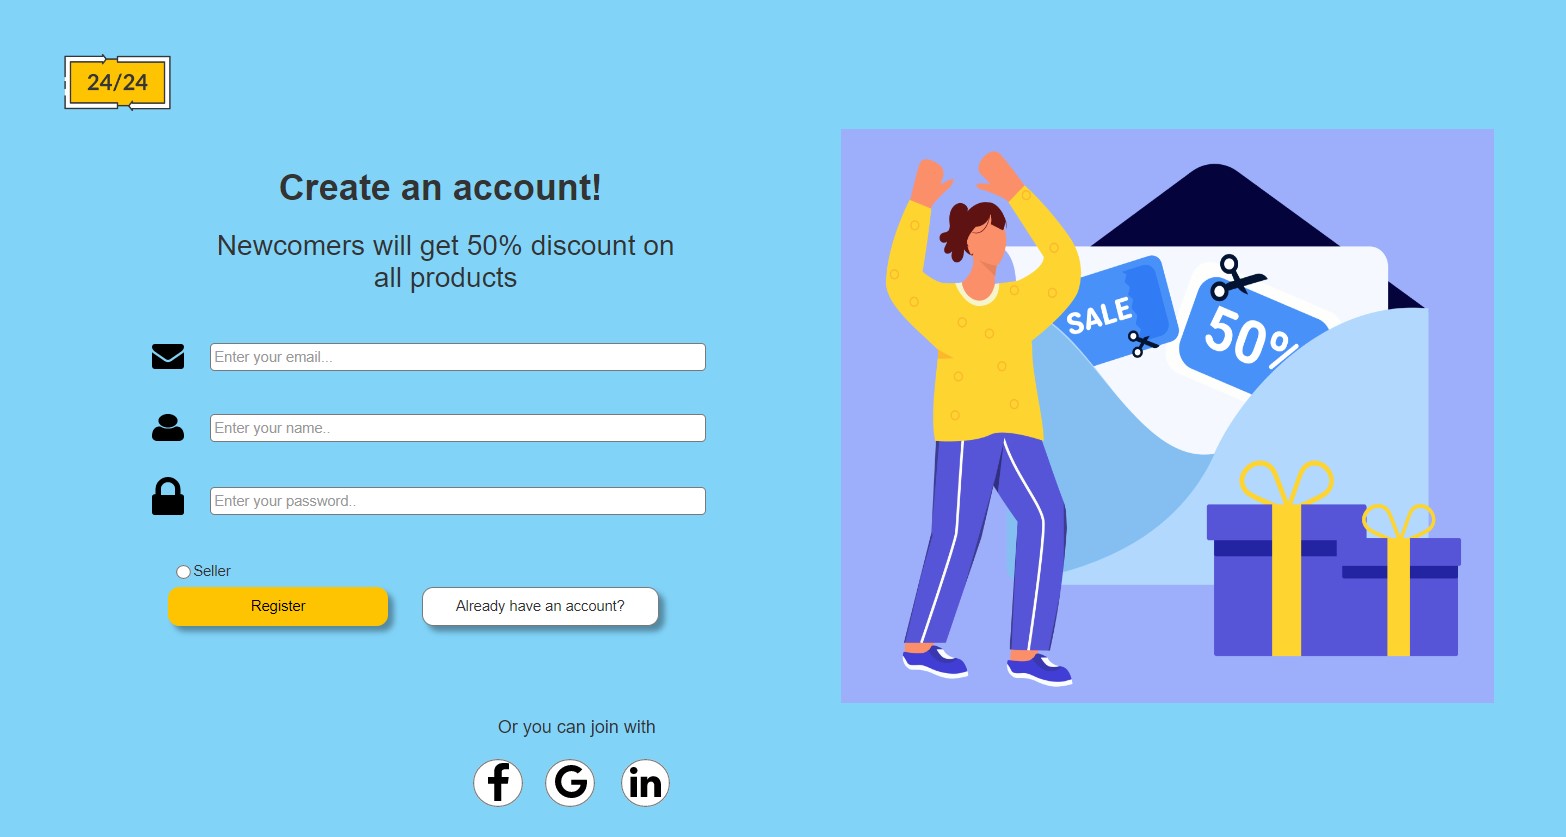 24/24
Create an account!
Newcomers will get 50% discount on
all products
Enter your email...
Enter your name..
Enter your password..
Seller
Register
Already have an account?
Or you can join with
f
G
in
SALE
50%